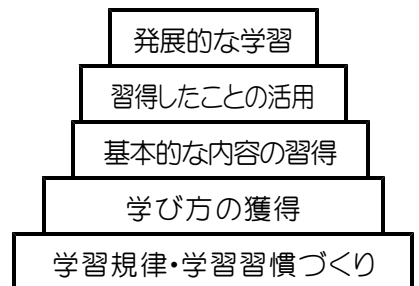 発展的な学習
習得したことの活用
基本的な内容の習得
学び方の獲得
学習規律・学習習慣づくり